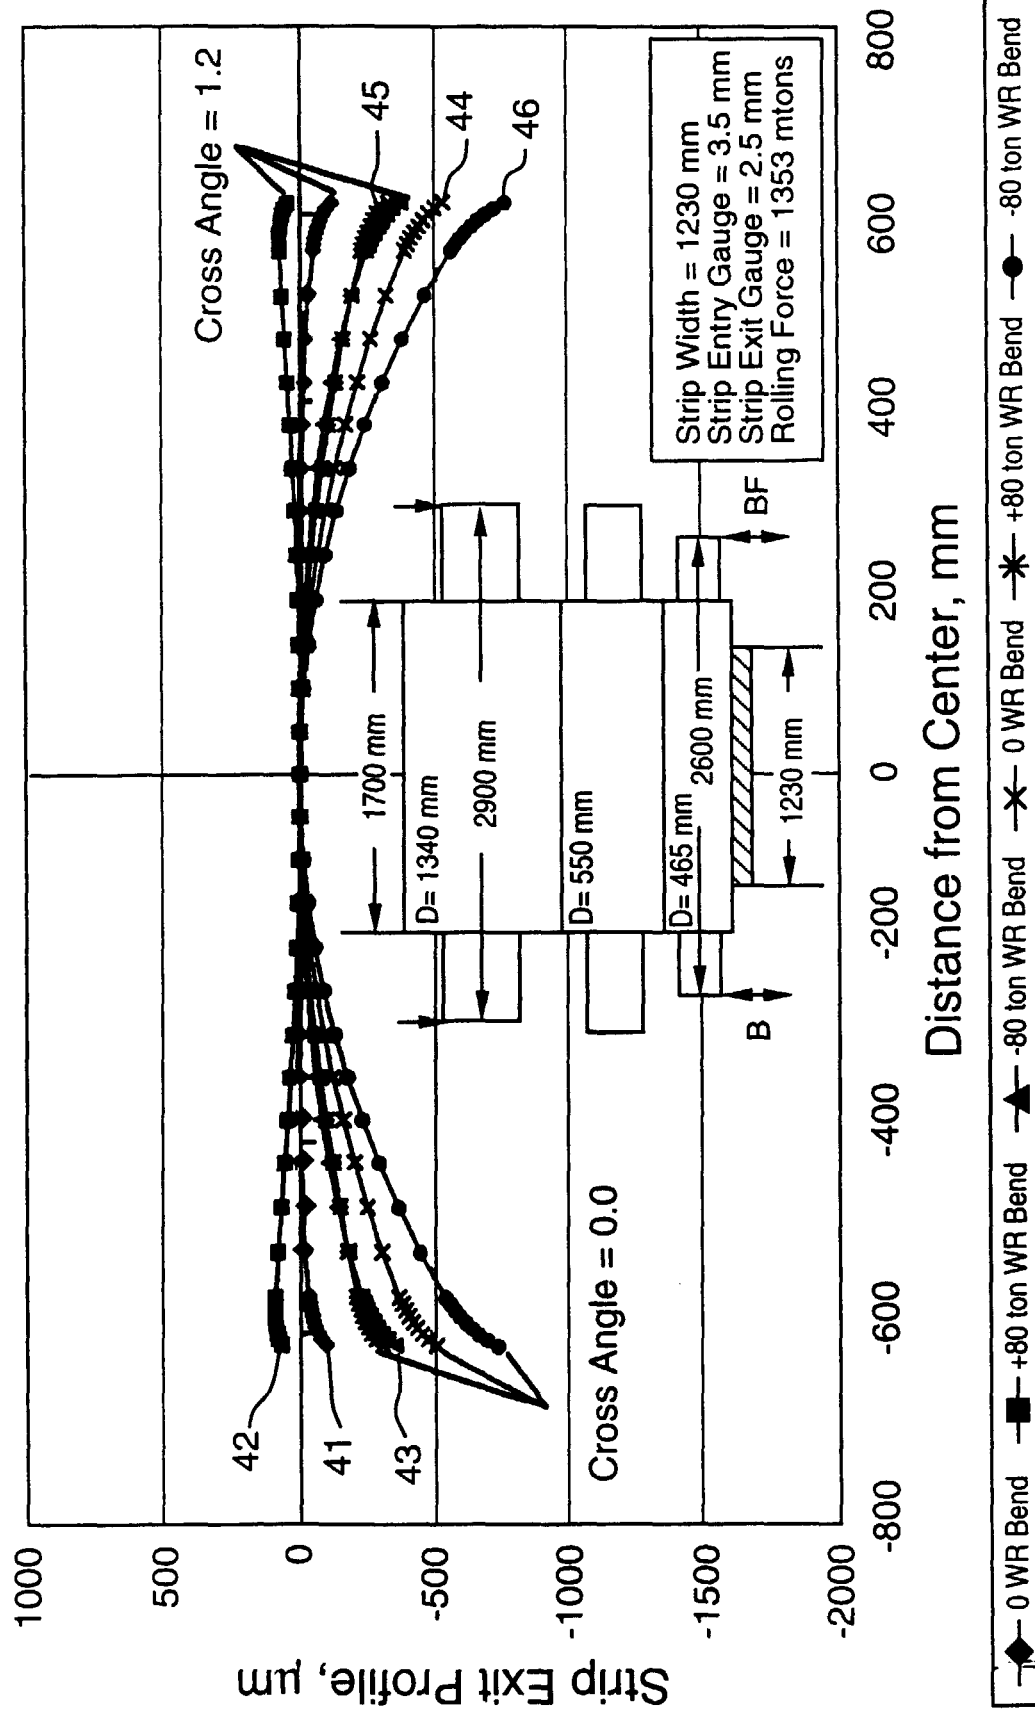 Strip Exit Profile, μm
1000
500
0
-500
-1000
-1500
-2000
Cross Angle = 1.2
42
41
43
45
44
46
Cross Angle = 0.0
1700 mm
D= 1340 mm
2900 mm
D= 550 mm
D= 465 mm
2600 mm
1230 mm
B
BF
Strip Width = 1230 mm
Strip Entry Gauge = 3.5 mm
Strip Exit Gauge = 2.5 mm
Rolling Force = 1353 mtons
-800
-600
-400
-200
0
200
400
600
800
Distance from Center, mm
0 WR Bend
+80 ton WR Bend
-80 ton WR Bend
0 WR Bend
+80 ton WR Bend
-80 ton WR Bend